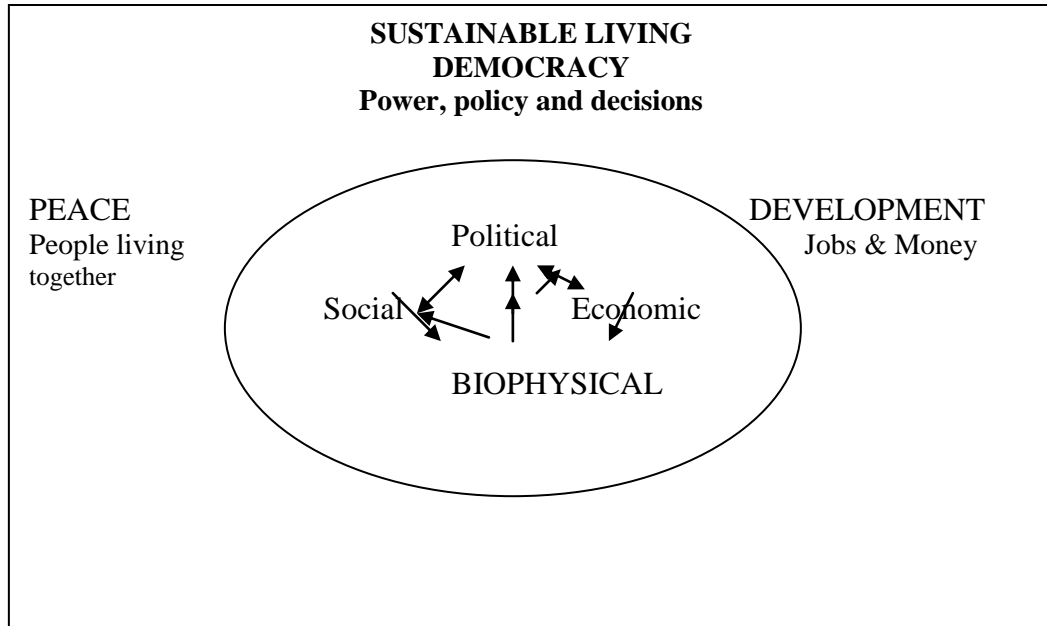 SUSTAINABLE LIVING
DEMOCRACY
Power, policy and decisions
PEACE
People living
together
DEVELOPMENT
Jobs & Money
Political
Social
Economic
BIOPHYSICAL